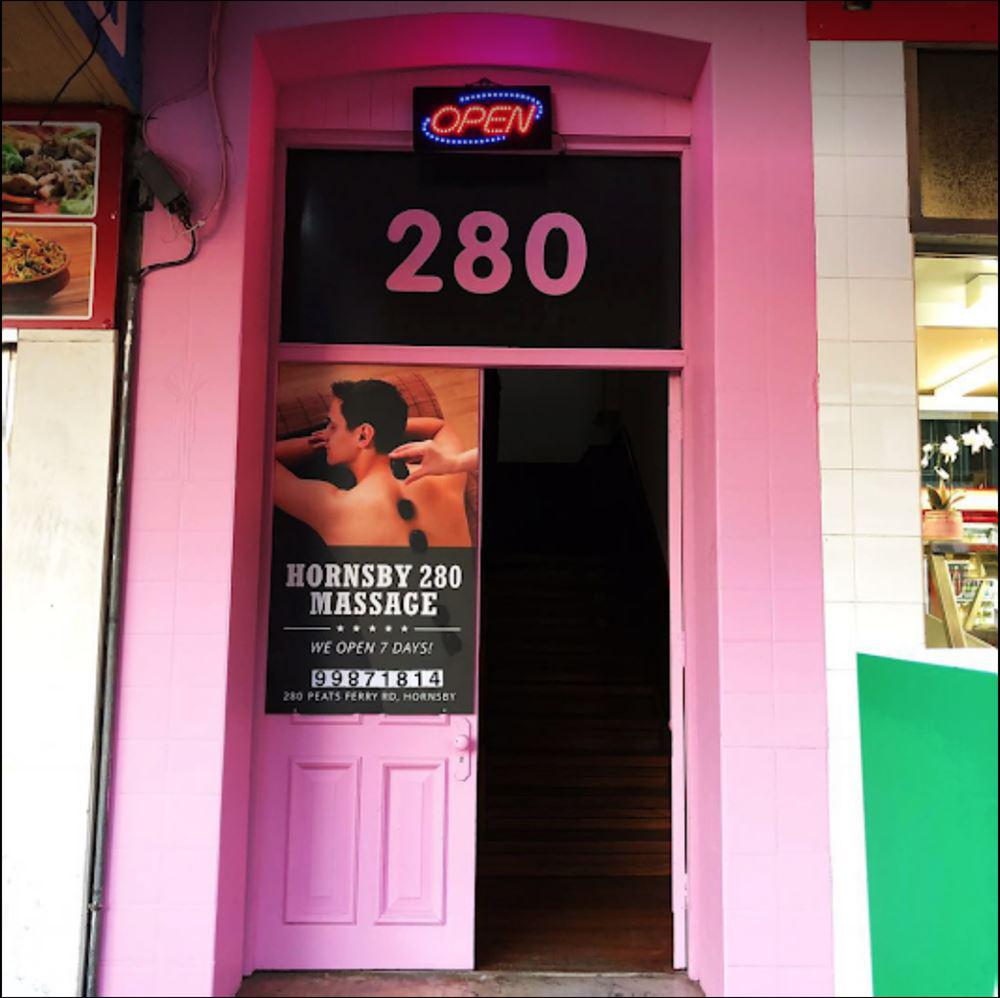 OPEN
280
HORNSBY 280
MASSAGE
WE OPEN 7 DAYS!
99871814
280 PEATS FERRY RD, HORNSBY